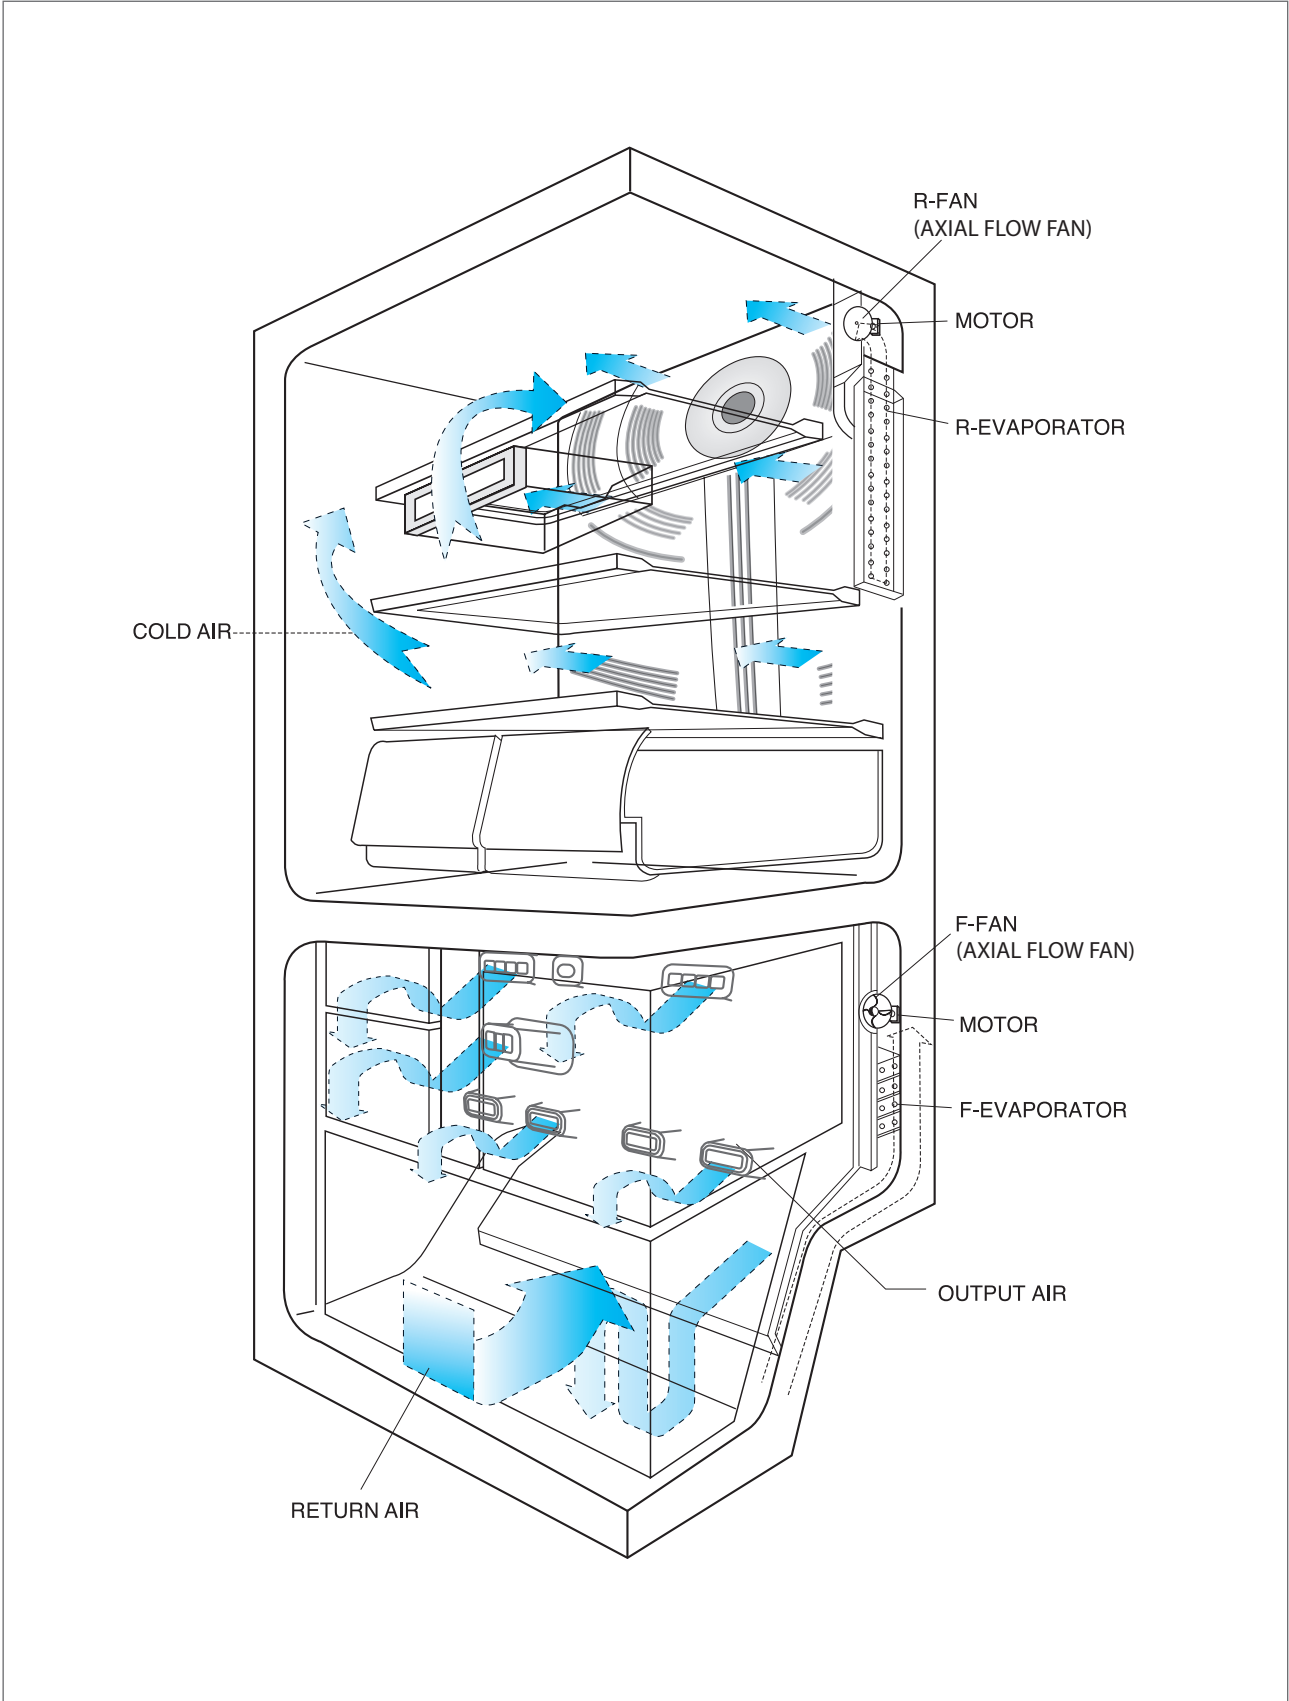 R-FAN
(AXIAL FLOW FAN)
MOTOR
R-EVAPORATOR
COLD AIR
F-FAN
(AXIAL FLOW FAN)
MOTOR
F-EVAPORATOR
OUTPUT AIR
RETURN AIR